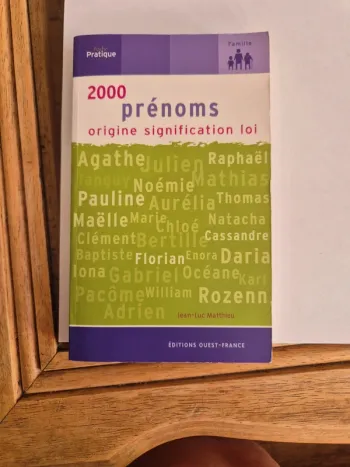 Pratique
Famille
2000
prénoms
origine signification loi
Agathe Julien Raphaël
Tanguy Noémie Mathias
Pauline Aurélia Thomas
Maëlle Marie Chloé Natacha
Clément Bertille Cassandre
Baptiste Florian Enora Daria
Ilona Gabriel Océane Karl
Pacôme William Rozenn
Adrien
Jean-Luc Matthieu
ÉDITIONS OUEST-FRANCE